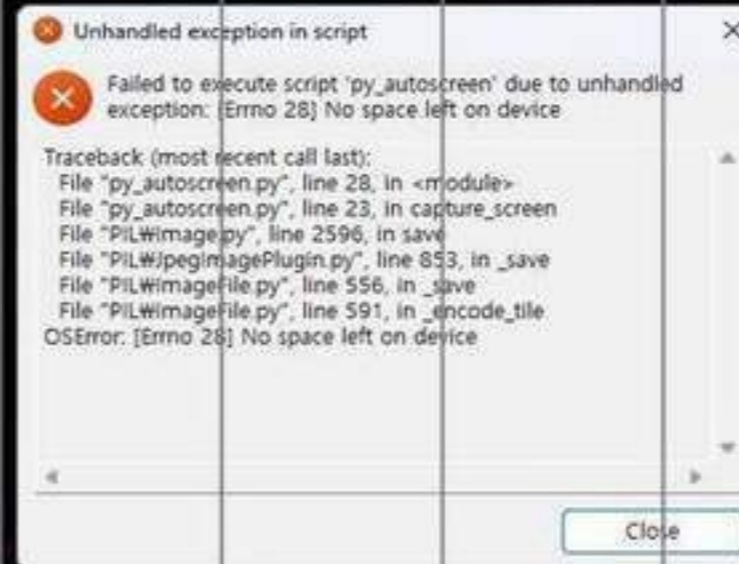 Unhandled exception in script
Failed to execute script 'py_autoscreen' due to unhandled
exception: [Errno 28] No space left on device
Traceback (most recent call last):
File "py_autoscreen.py", line 28, in <module>
File "py_autoscreen.py", line 23, in capture_screen
File "PIL₩Image.py", line 2596, in save
File "PIL₩JpegImagePlugin.py", line 853, in _save
File "PIL₩ImageFile.py", line 556, in _save
File "PIL₩ImageFile.py", line 591, in _encode_tile
OSError: [Errno 28] No space left on device
Close